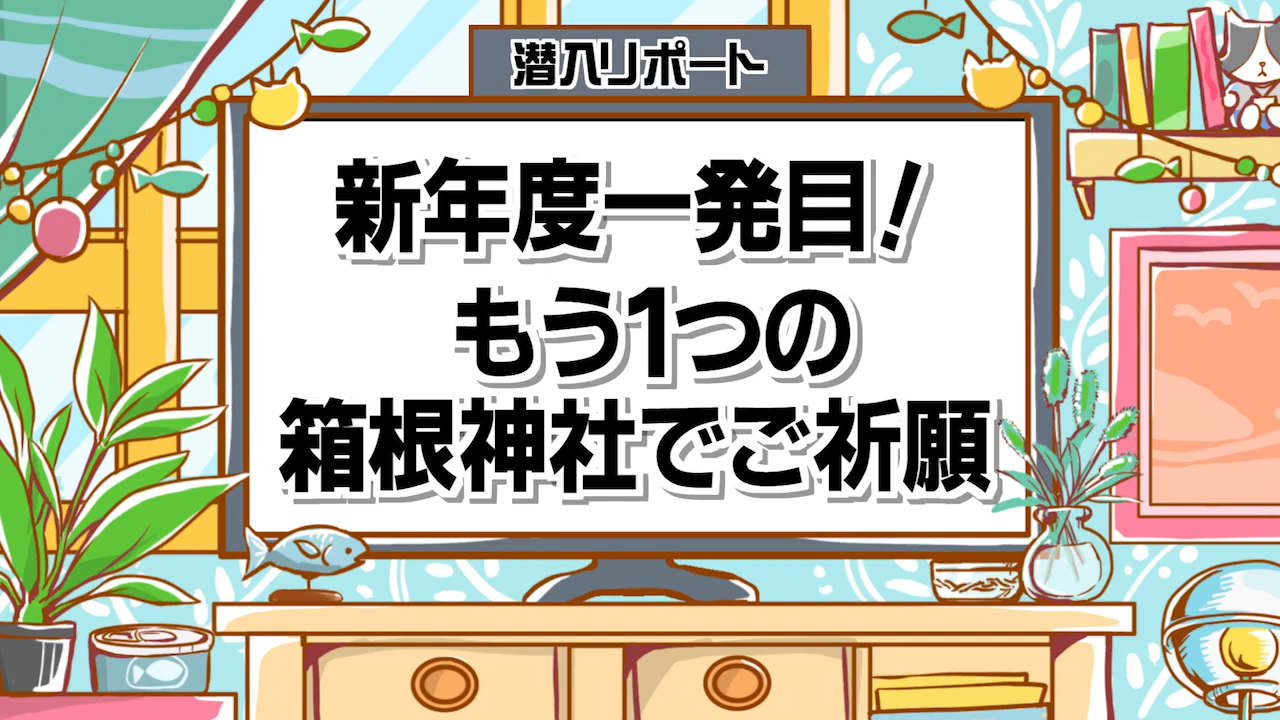 潜入リポート
新年度一発目!
もう1つの
箱根神社でご祈願